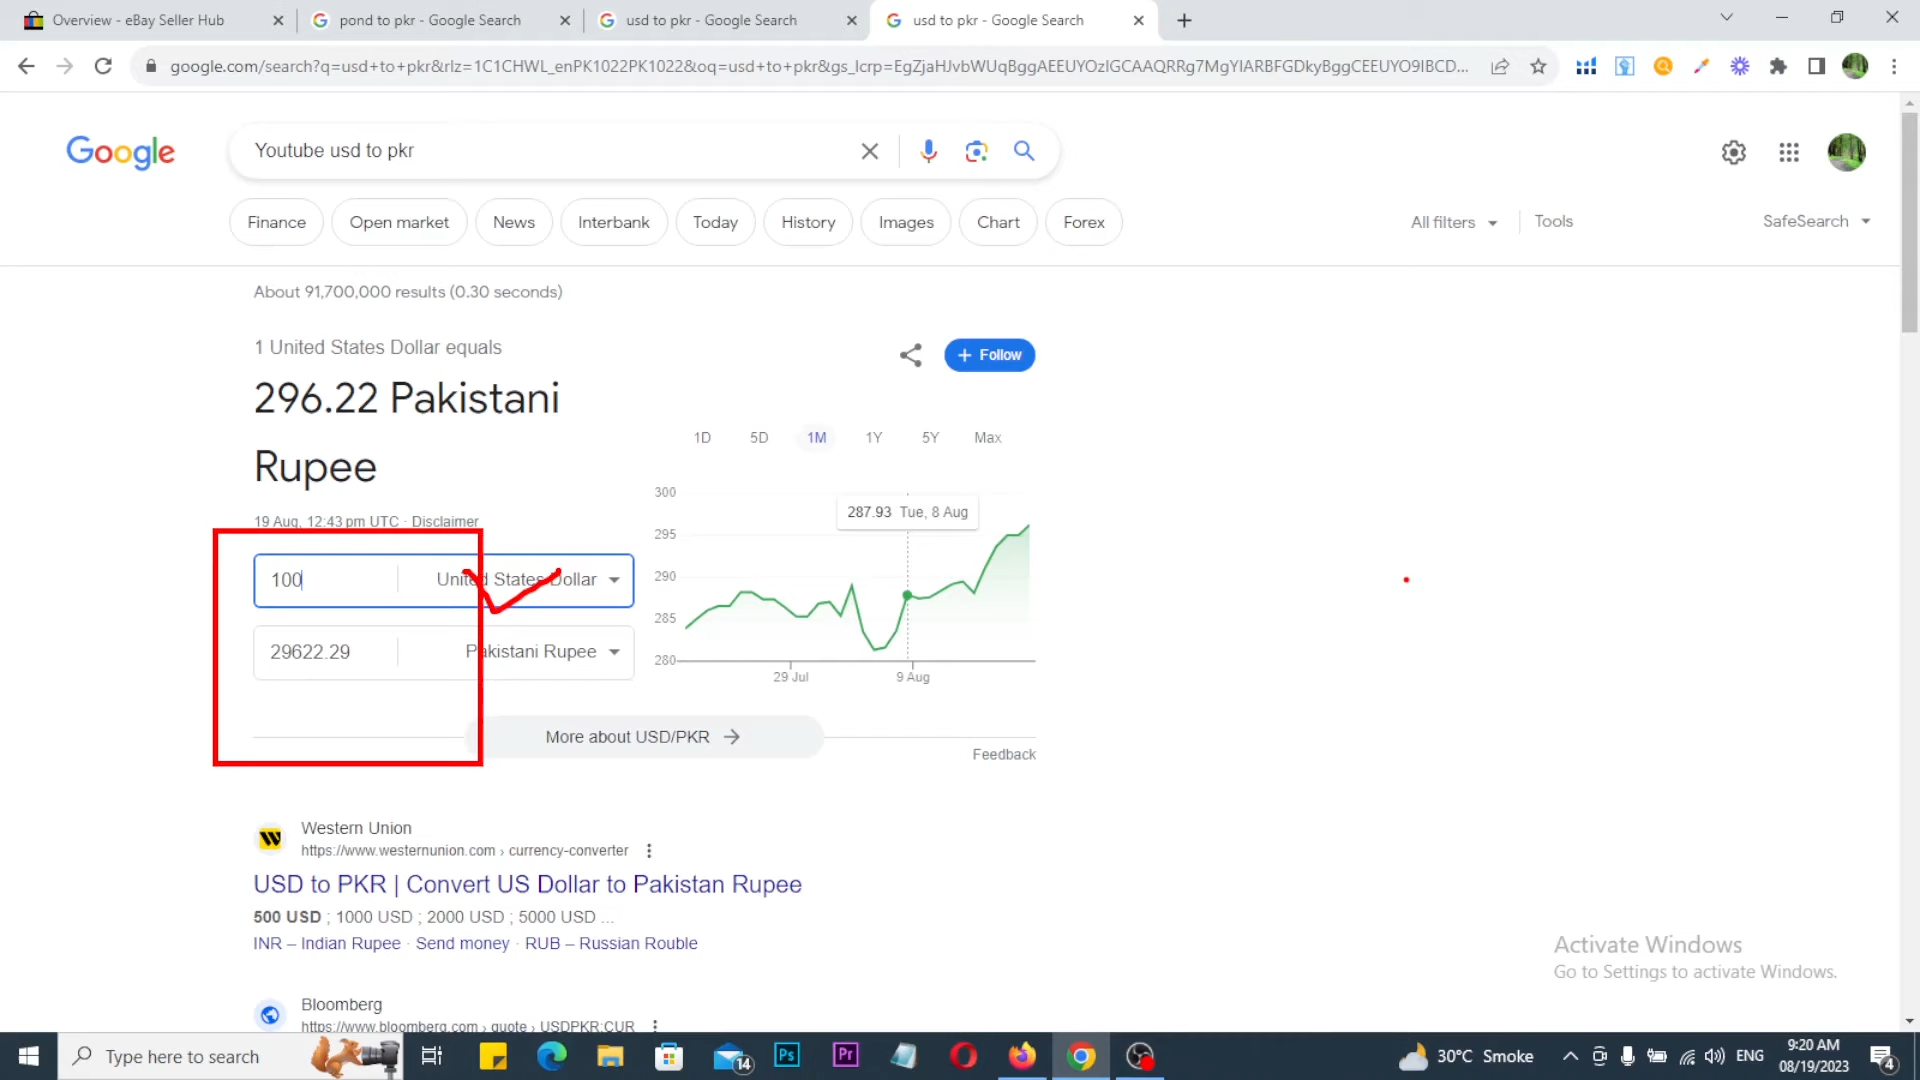 Overview - eBay Seller Hub
pond to pkr - Google Search
usd to pkr - Google Search
usd to pkr - Google Search
google.com/search?q=usd+to+pkr&rlz=1C1CHWL_enPK1022PK1022&oq=usd+to+pkr&gs_lcrp=EgZjaHJvbWUqBggAEEUYOzIGCAAQRRg7MgYIARBFGDkyBggCEEUYO9IBCD...
Google
Youtube usd to pkr
Finance
Open market
News
Interbank
Today
History
Images
Chart
Forex
All filters
Tools
SafeSearch
About 91,700,000 results (0.30 seconds)
1 United States Dollar equals
296.22 Pakistani
Rupee
Follow
19 Aug, 12:43 pm UTC · Disclaimer
100
United States Dollar
29622.29
Pakistani Rupee
1D
5D
1M
1Y
5Y
Max
300
295
290
285
280
287.93 Tue, 8 Aug
29 Jul
9 Aug
More about USD/PKR
Feedback
Western Union
https://www.westernunion.com › currency-converter
USD to PKR | Convert US Dollar to Pakistan Rupee
500 USD ; 1000 USD ; 2000 USD ; 5000 USD ...
INR – Indian Rupee · Send money · RUB – Russian Rouble
Bloomberg
https://www.bloomberg.com › quote › USDPKR:CUR
Activate Windows
Go to Settings to activate Windows.
Type here to search
14
Ps
Pr
30°C Smoke
ENG
9:20 AM
08/19/2023
4